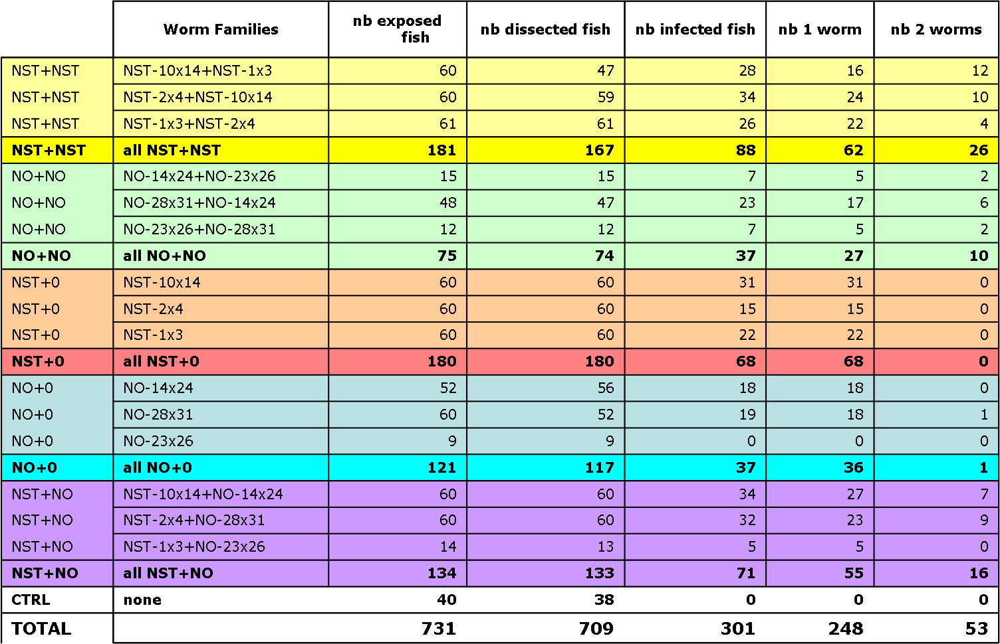 Worm Families nb exposed fish nb dissected fish nb infected fish nb 1 worm nb 2 worms
NST+NST NST-10x14+NST-1x3 60 47 28 16 12
NST+NST NST-2x4+NST-10x14 60 59 34 24 10
NST+NST NST-1x3+NST-2x4 61 61 26 22 4
NST+NST all NST+NST 181 167 88 62 26
NO+NO NO-14x24+NO-23x26 15 15 7 5 2
NO+NO NO-28x31+NO-14x24 48 47 23 17 6
NO+NO NO-23x26+NO-28x31 12 12 7 5 2
NO+NO all NO+NO 75 74 37 27 10
NST+0 NST-10x14 60 60 31 31 0
NST+0 NST-2x4 60 60 15 15 0
NST+0 NST-1x3 60 60 22 22 0
NST+0 all NST+0 180 180 68 68 0
NO+0 NO-14x24 52 56 18 18 0
NO+0 NO-28x31 60 52 19 18 1
NO+0 NO-23x26 9 9 0 0 0
NO+0 all NO+0 121 117 37 36 1
NST+NO NST-10x14+NO-14x24 60 60 34 27 7
NST+NO NST-2x4+NO-28x31 60 60 32 23 9
NST+NO NST-1x3+NO-23x26 14 13 5 5 0
NST+NO all NST+NO 134 133 71 55 16
CTRL none 40 38 0 0 0
TOTAL 731 709 301 248 53